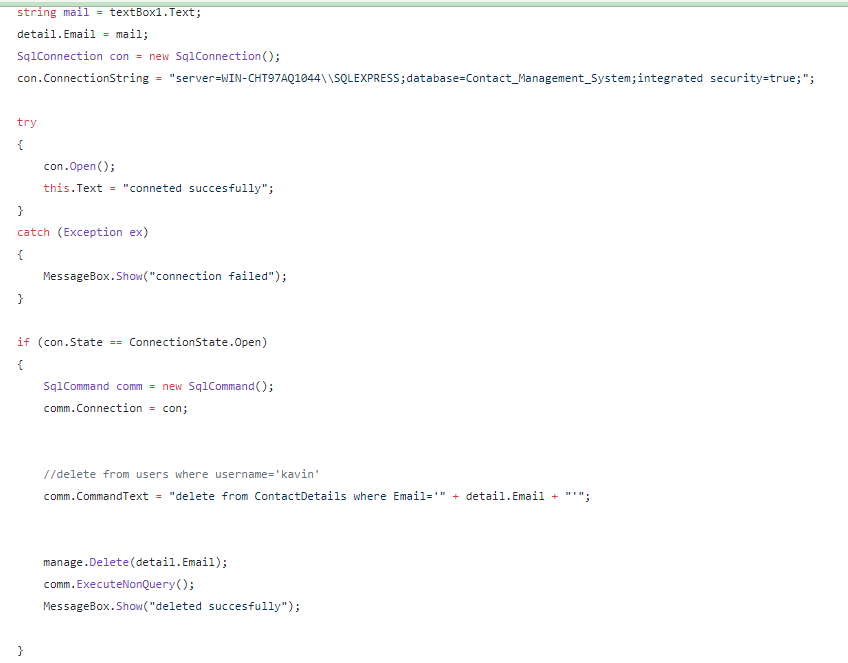 string mail = textBox1.Text;
detail.Email = mail;
SqlConnection con = new SqlConnection();
con.ConnectionString = "server=WIN-CHT97AQ1044\\SQLEXPRESS;database=Contact_Management_System;integrated security=true;";
try
{
con.Open();
this.Text = "conneted succesfully";
}
catch (Exception ex)
{
MessageBox.Show("connection failed");
}
if (con.State == ConnectionState.Open)
{
SqlCommand comm = new SqlCommand();
comm.Connection = con;
//delete from users where username='kavin'
comm.CommandText = "delete from ContactDetails where Email='" + detail.Email + "'";
manage.Delete(detail.Email);
comm.ExecuteNonQuery();
MessageBox.Show("deleted succesfully");
}